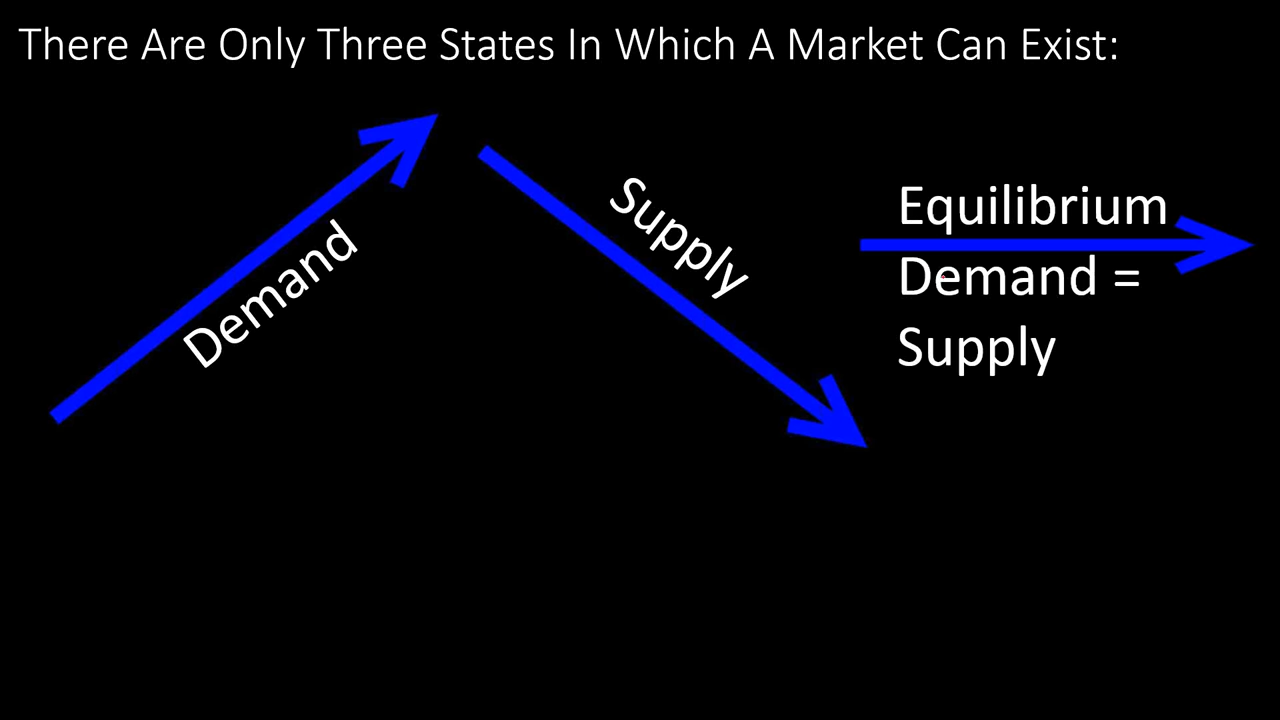 There Are Only Three States In Which A Market Can Exist:
Demand
Supply
Equilibrium
Demand =
Supply